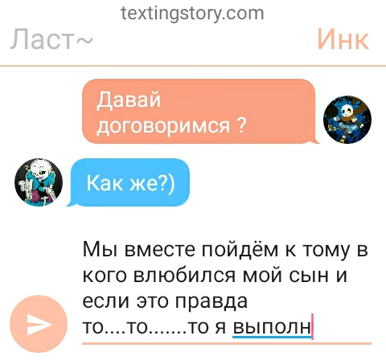 textingstory.com
Ласт~
Инк
Давай
договоримся ?
Как же?)
Мы вместе пойдём к тому в
кого влюбился мой сын и
если это правда
то....то.......то я выполн